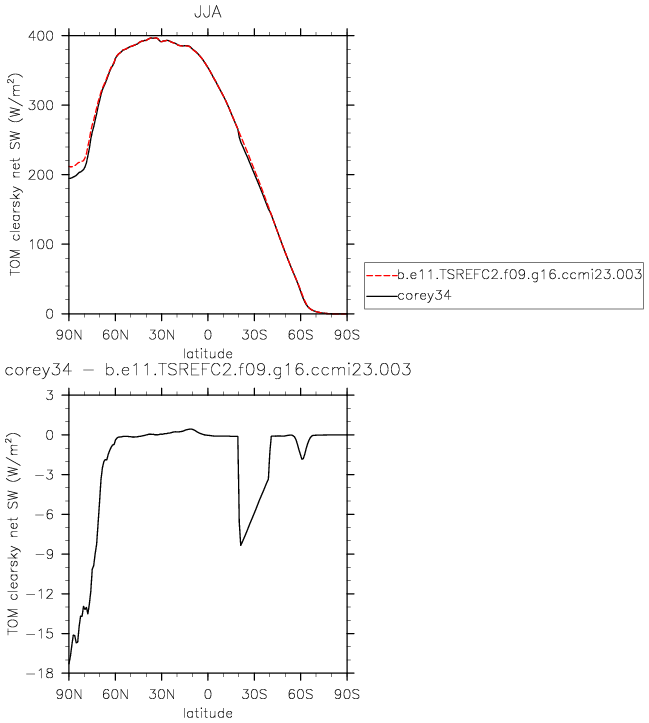 JJA
TOM clearsky net SW (W/m²)
400
300
200
100
0
90N 60N 30N 0 30S 60S 90S
latitude
b.e11.TSREFC2.f09.g16.ccmi23.003
corey34
corey34 − b.e11.TSREFC2.f09.g16.ccmi23.003
TOM clearsky net SW (W/m²)
3
0
−3
−6
−9
−12
−15
−18
90N 60N 30N 0 30S 60S 90S
latitude